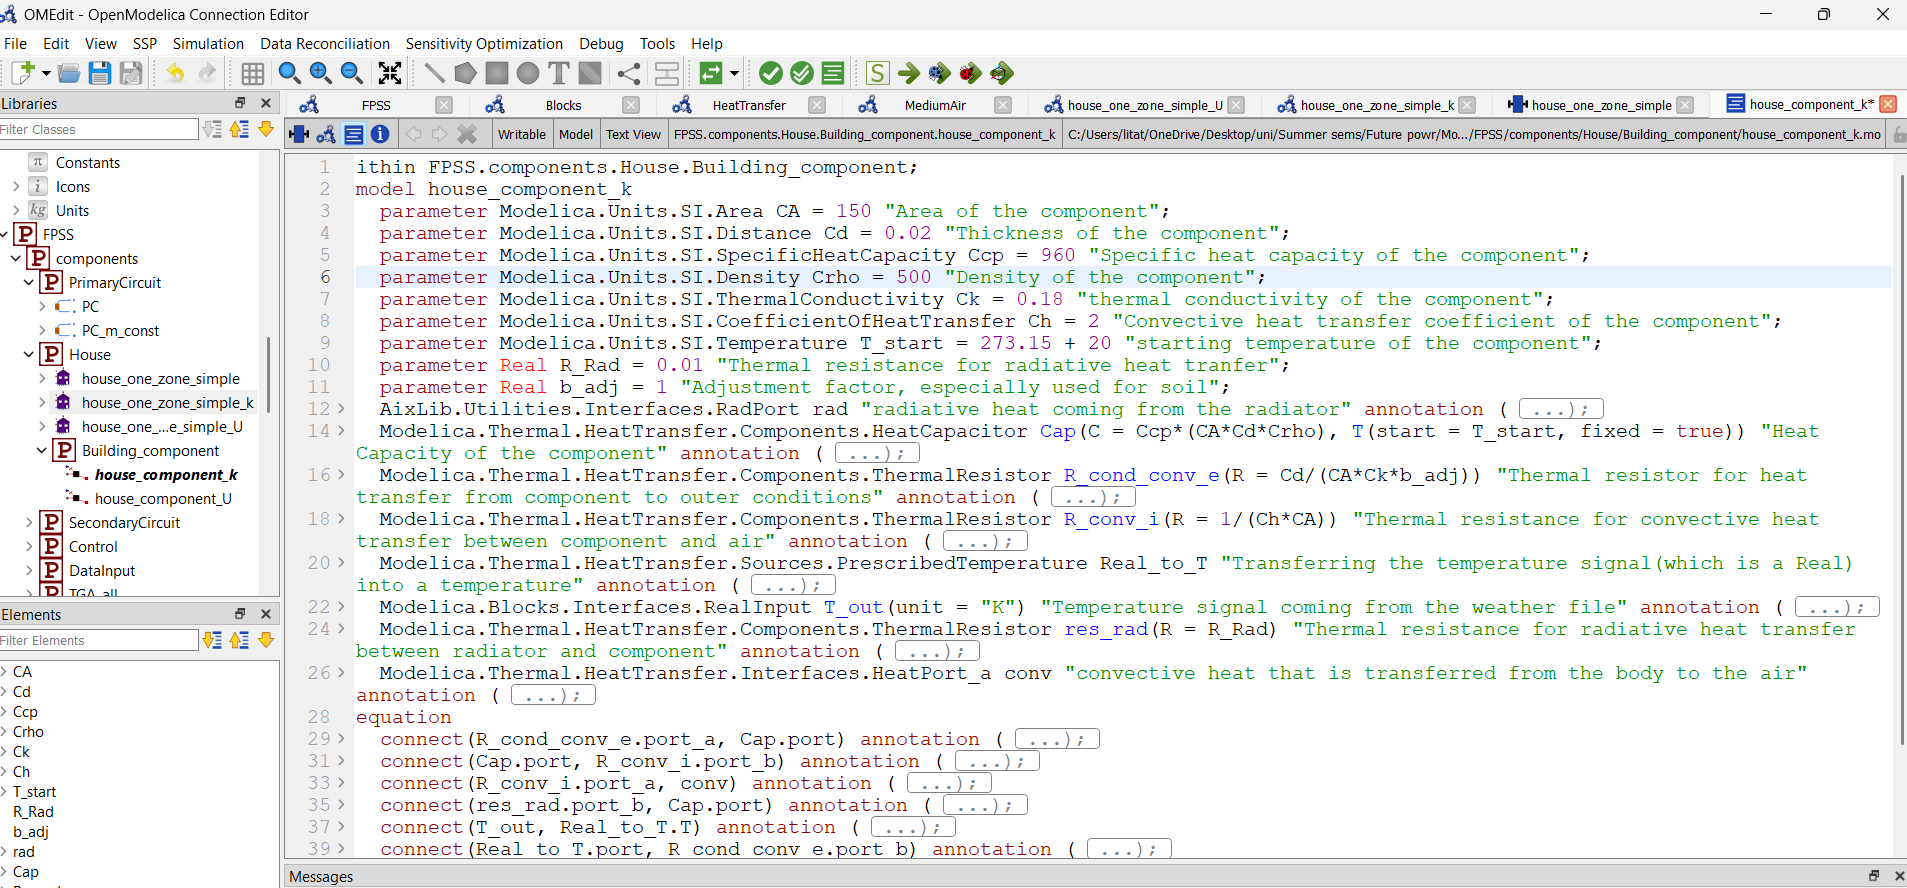 OMEdit - OpenModelica Connection Editor
File Edit View SSP Simulation Data Reconciliation Sensitivity Optimization Debug Tools Help
Libraries
Filter Classes
Constants
Icons
Units
FPSS
components
PrimaryCircuit
PC
PC_m_const
House
house_one_zone_simple
house_one_zone_simple_k
house_one_...e_simple_U
Building_component
house_component_k
house_component_U
SecondaryCircuit
Control
DataInput
TGA_all
Elements
Filter Elements
CA
Cd
Ccp
Crho
Ck
Ch
T_start
R_Rad
b_adj
rad
Cap
FPSS Blocks HeatTransfer MediumAir house_one_zone_simple_U house_one_zone_simple_k house_one_zone_simple house_component_k*
Writable Model Text View FPSS.components.House.Building_component.house_component_k C:/Users/litat/OneDrive/Desktop/uni/Summer sems/Future powr/Mo.../FPSS/components/House/Building_component/house_component_k.mo
1 ithin FPSS.components.House.Building_component;
2 model house_component_k
3 parameter Modelica.Units.SI.Area CA = 150 "Area of the component";
4 parameter Modelica.Units.SI.Distance Cd = 0.02 "Thickness of the component";
5 parameter Modelica.Units.SI.SpecificHeatCapacity Ccp = 960 "Specific heat capacity of the component";
6 parameter Modelica.Units.SI.Density Crho = 500 "Density of the component";
7 parameter Modelica.Units.SI.ThermalConductivity Ck = 0.18 "thermal conductivity of the component";
8 parameter Modelica.Units.SI.CoefficientOfHeatTransfer Ch = 2 "Convective heat transfer coefficient of the component";
9 parameter Modelica.Units.SI.Temperature T_start = 273.15 + 20 "starting temperature of the component";
10 parameter Real R_Rad = 0.01 "Thermal resistance for radiative heat tranfer";
11 parameter Real b_adj = 1 "Adjustment factor, especially used for soil";
12 AixLib.Utilities.Interfaces.RadPort rad "radiative heat coming from the radiator" annotation ( ...);
14 Modelica.Thermal.HeatTransfer.Components.HeatCapacitor Cap(C = Ccp*(CA*Cd*Crho), T(start = T_start, fixed = true)) "Heat
Capacity of the component" annotation ( ...);
16 Modelica.Thermal.HeatTransfer.Components.ThermalResistor R_cond_conv_e(R = Cd/(CA*Ck*b_adj)) "Thermal resistor for heat
transfer from component to outer conditions" annotation ( ...);
18 Modelica.Thermal.HeatTransfer.Components.ThermalResistor R_conv_i(R = 1/(Ch*CA)) "Thermal resistance for convective heat
transfer between component and air" annotation ( ...);
20 Modelica.Thermal.HeatTransfer.Sources.PrescribedTemperature Real_to_T "Transferring the temperature signal(which is a Real)
into a temperature" annotation ( ...);
22 Modelica.Blocks.Interfaces.RealInput T_out(unit = "K") "Temperature signal coming from the weather file" annotation ( ...);
24 Modelica.Thermal.HeatTransfer.Components.ThermalResistor res_rad(R = R_Rad) "Thermal resistance for radiative heat transfer
between radiator and component" annotation ( ...);
26 Modelica.Thermal.HeatTransfer.Interfaces.HeatPort_a conv "convective heat that is transferred from the body to the air"
annotation ( ...);
28 equation
29 connect(R_cond_conv_e.port_a, Cap.port) annotation ( ...);
31 connect(Cap.port, R_conv_i.port_b) annotation ( ...);
33 connect(R_conv_i.port_a, conv) annotation ( ...);
35 connect(res_rad.port_b, Cap.port) annotation ( ...);
37 connect(T_out, Real_to_T.T) annotation ( ...);
39 connect(Real_to_T.port, R_cond_conv_e.port_b) annotation ( ...);
Messages